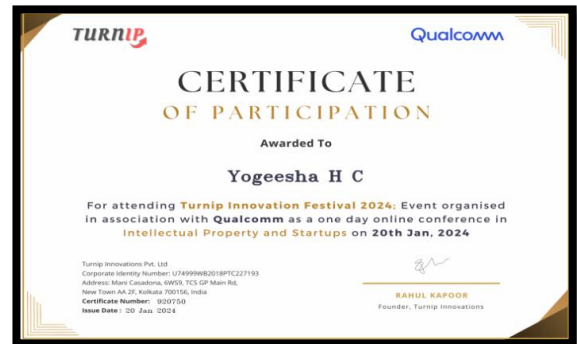 TURNIP
Qualcomm
CERTIFICATE
OF PARTICIPATION
Awarded To
Yogeesha H C
For attending Turnip Innovation Festival 2024; Event organised
in association with Qualcomm as a one day online conference in
Intellectual Property and Startups on 20th Jan, 2024
Turnip Innovations Pvt. Ltd
Corporate Identity Number: U74999WB2018PTC227193
Address: Mani Casadona, 6WS9, TCS GP Main Rd,
New Town AA 2F, Kolkata 700156, India
Certificate Number: 920750
Issue Date : 20 Jan 2024
RAHUL KAPOOR
Founder, Turnip Innovations